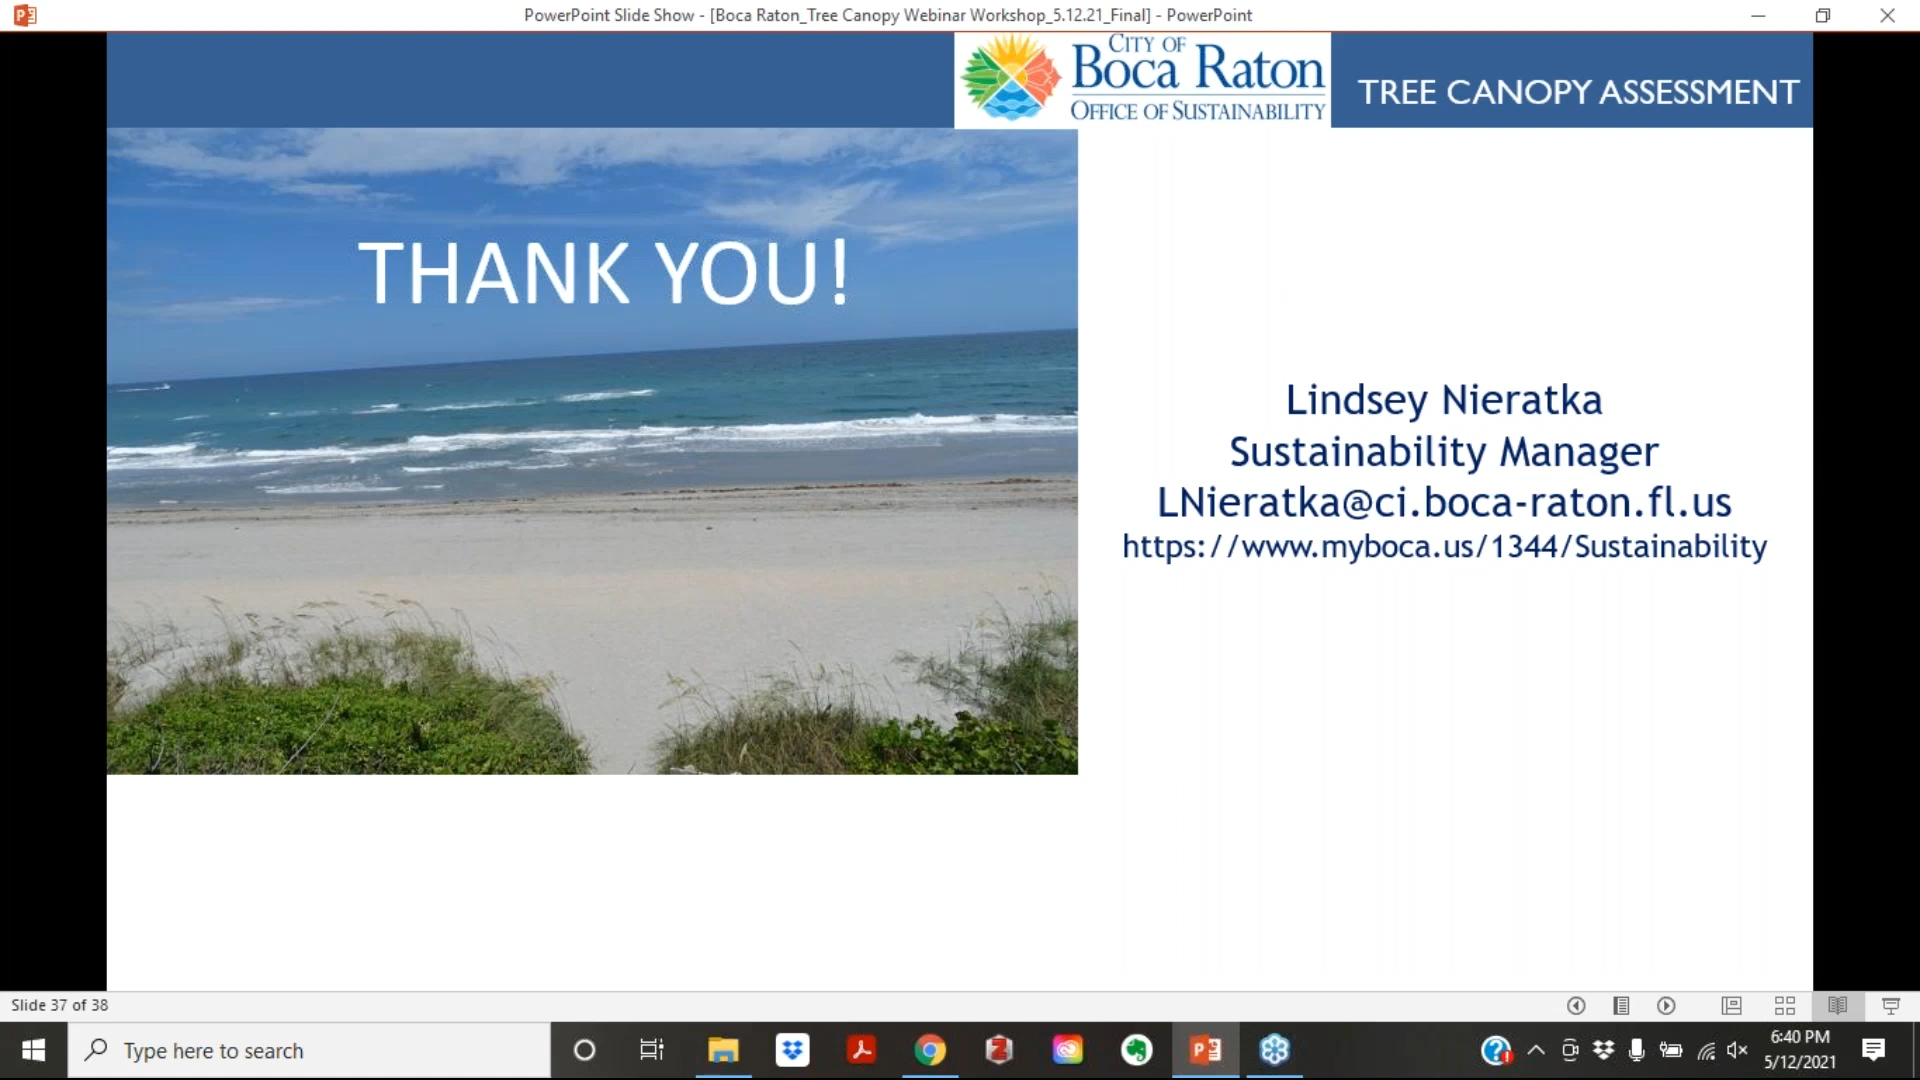 PowerPoint Slide Show - [Boca Raton_Tree Canopy Webinar Workshop_5.12.21_Final] - PowerPoint
CITY OF
BOCA RATON
OFFICE OF SUSTAINABILITY
TREE CANOPY ASSESSMENT
THANK YOU!
Lindsey Nieratka
Sustainability Manager
LNieratka@ci.boca-raton.fl.us
https://www.myboca.us/1344/Sustainability
Slide 37 of 38
Type here to search
6:40 PM
5/12/2021